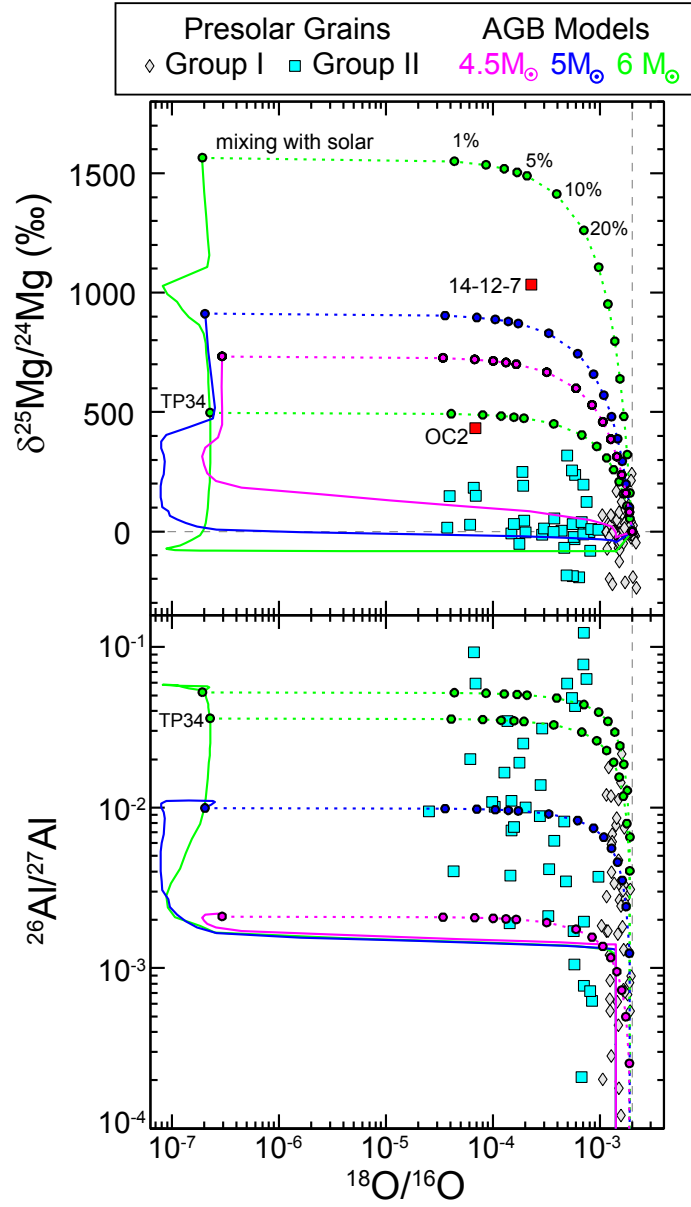 Presolar Grains AGB Models
Group I Group II 4.5M⊙ 5M⊙ 6 M⊙
mixing with solar
1%
5%
10%
20%
14-12-7
TP34
OC2
1500
1000
500
0
δ²⁵Mg/²⁴Mg (‰)
TP34
10⁻¹
10⁻²
10⁻³
10⁻⁴
²⁶Al/²⁷Al
10⁻⁷ 10⁻⁶ 10⁻⁵ 10⁻⁴ 10⁻³
¹⁸O/¹⁶O